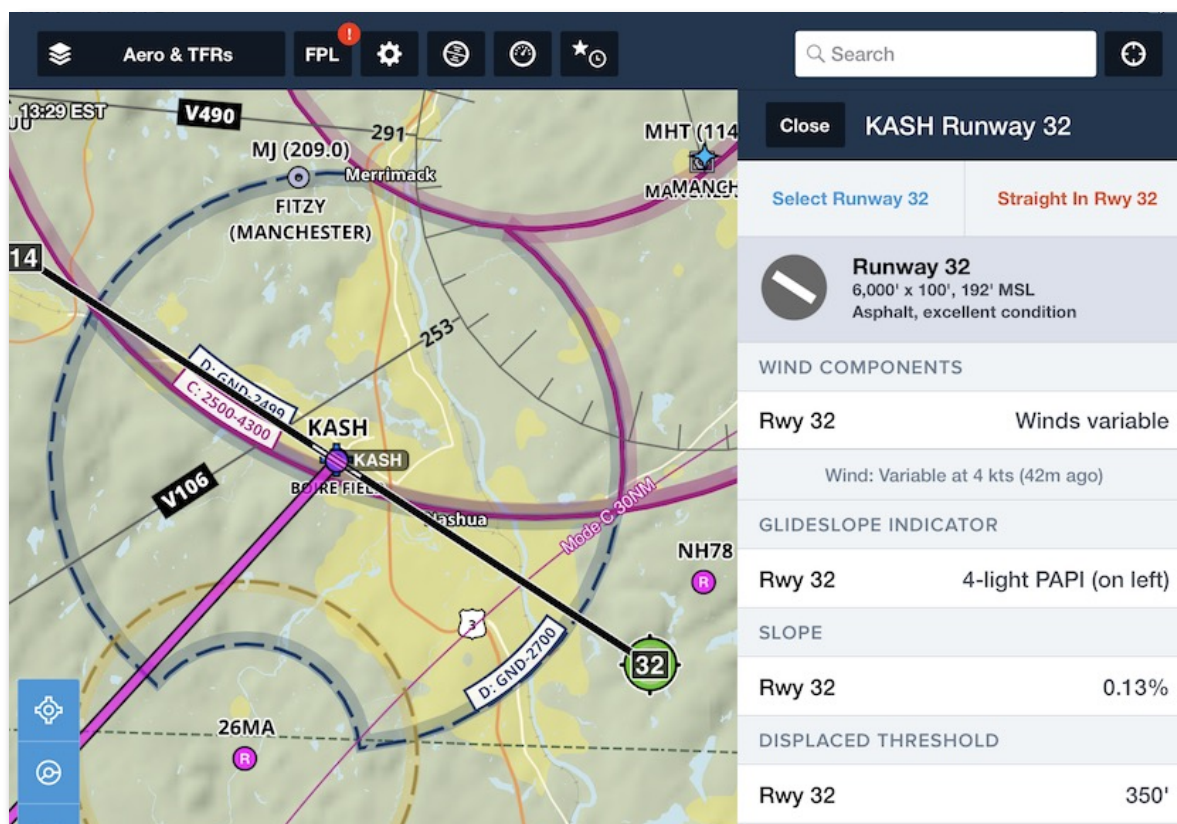 Aero & TFRs
FPL
!
Search
13:29 EST
V490
291
MHT (114
MJ (209.0)
Merrimack
FITZY
(MANCHESTER)
MANCH
14
253
D: GND-2499
C: 2500-4300
KASH
KASH
BOIRE FIEL
V106
Nashua
Mode C 30NM
NH78
R
3
32
D: GND-2700
26MA
R
Close
KASH Runway 32
Select Runway 32
Straight In Rwy 32
Runway 32
6,000' x 100', 192' MSL
Asphalt, excellent condition
WIND COMPONENTS
Rwy 32 Winds variable
Wind: Variable at 4 kts (42m ago)
GLIDESLOPE INDICATOR
Rwy 32 4-light PAPI (on left)
SLOPE
Rwy 32 0.13%
DISPLACED THRESHOLD
Rwy 32 350'